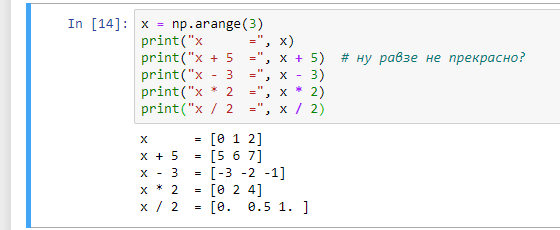 In [14]: x = np.arange(3)
print("x      =", x)
print("x + 5  =", x + 5)  # ну равзе не прекрасно?
print("x - 3  =", x - 3)
print("x * 2  =", x * 2)
print("x / 2  =", x / 2)
x      = [0 1 2]
x + 5  = [5 6 7]
x - 3  = [-3 -2 -1]
x * 2  = [0 2 4]
x / 2  = [0.  0.5 1. ]